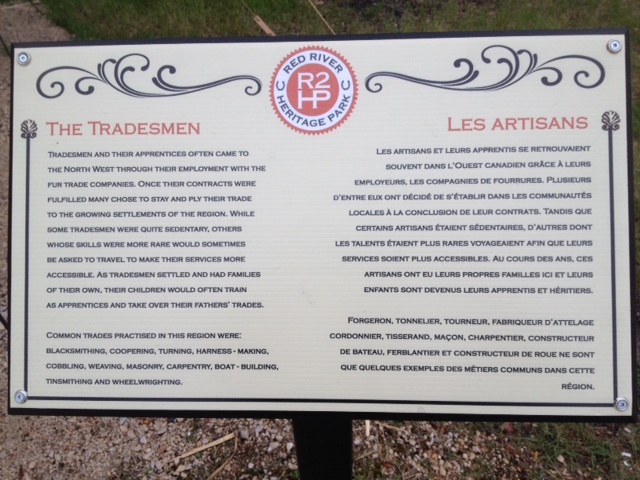 RED RIVER
R2
HP
HERITAGE PARK
THE TRADESMEN
TRADESMEN AND THEIR APPRENTICES OFTEN CAME TO
THE NORTH WEST THROUGH THEIR EMPLOYMENT WITH THE
FUR TRADE COMPANIES. ONCE THEIR CONTRACTS WERE
FULFILLED MANY CHOSE TO STAY AND PLY THEIR TRADE
TO THE GROWING SETTLEMENTS OF THE REGION. WHILE
SOME TRADESMEN WERE QUITE SEDENTARY, OTHERS
WHOSE SKILLS WERE MORE RARE WOULD SOMETIMES
BE ASKED TO TRAVEL TO MAKE THEIR SERVICES MORE
ACCESSIBLE. AS TRADESMEN SETTLED AND HAD FAMILIES
OF THEIR OWN, THEIR CHILDREN WOULD OFTEN TRAIN
AS APPRENTICES AND TAKE OVER THEIR FATHERS' TRADES.
COMMON TRADES PRACTISED IN THIS REGION WERE:
BLACKSMITHING, COOPERING, TURNING, HARNESS-MAKING,
COBBLING, WEAVING, MASONRY, CARPENTRY, BOAT-BUILDING,
TINSMITHING AND WHEELWRIGHTING.
LES ARTISANS
LES ARTISANS ET LEURS APPRENTIS SE RETROUVAIENT
SOUVENT DANS L'OUEST CANADIEN GRÂCE À LEURS
EMPLOYEURS, LES COMPAGNIES DE FOURRURES. PLUSIEURS
D'ENTRE EUX ONT DÉCIDÉ DE S'ÉTABLIR DANS LES COMMUNAUTÉS
LOCALES À LA CONCLUSION DE LEUR CONTRATS. TANDIS QUE
CERTAINS ARTISANS ÉTAIENT SÉDENTAIRES, D'AUTRES DONT
LES TALENTS ÉTAIENT PLUS RARES VOYAGEAIENT AFIN QUE LEURS
SERVICES SOIENT PLUS ACCESSIBLES. AU COURS DES ANS, CES
ARTISANS ONT EU LEURS PROPRES FAMILLES ICI ET LEURS
ENFANTS SONT DEVENUS LEURS APPRENTIS ET HÉRITIERS.
FORGERON, TONNELIER, TOURNEUR, FABRIQUEUR D'ATTELAGE
CORDONNIER, TISSERAND, MAÇON, CHARPENTIER, CONSTRUCTEUR
DE BATEAU, FERBLANTIER ET CONSTRUCTEUR DE ROUE NE SONT
QUE QUELQUES EXEMPLES DES MÉTIERS COMMUNS DANS CETTE
RÉGION.